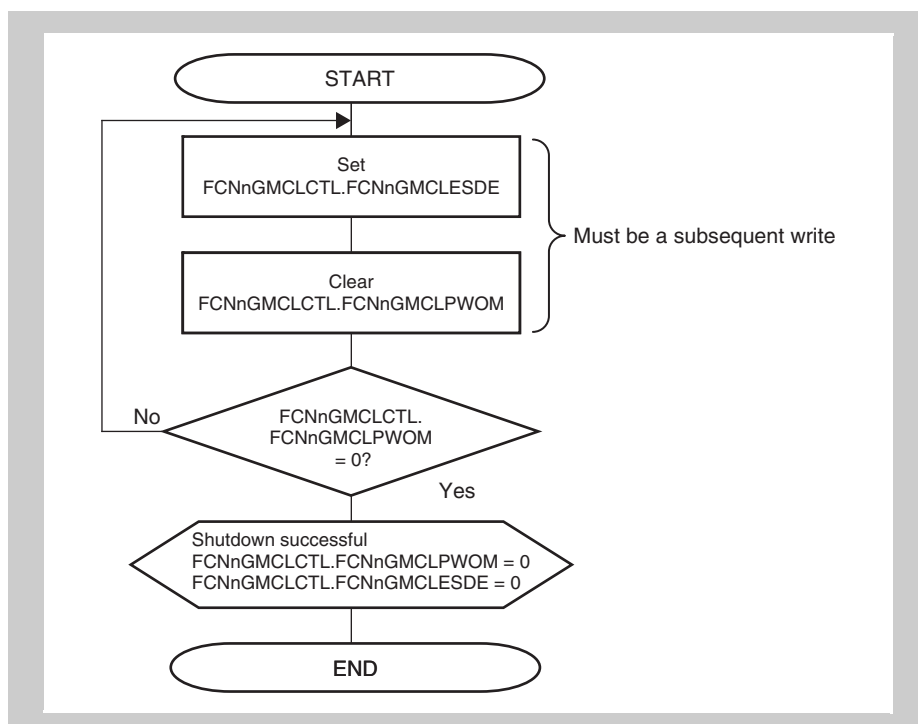 START
Set
FCNnGMCLCTL.FCNnGMCLESDE
Must be a subsequent write
Clear
FCNnGMCLCTL.FCNnGMCLPWOM
FCNnGMCLCTL.
FCNnGMCLPWOM
= 0?
No
Yes
Shutdown successful
FCNnGMCLCTL.FCNnGMCLPWOM = 0
FCNnGMCLCTL.FCNnGMCLESDE = 0
END